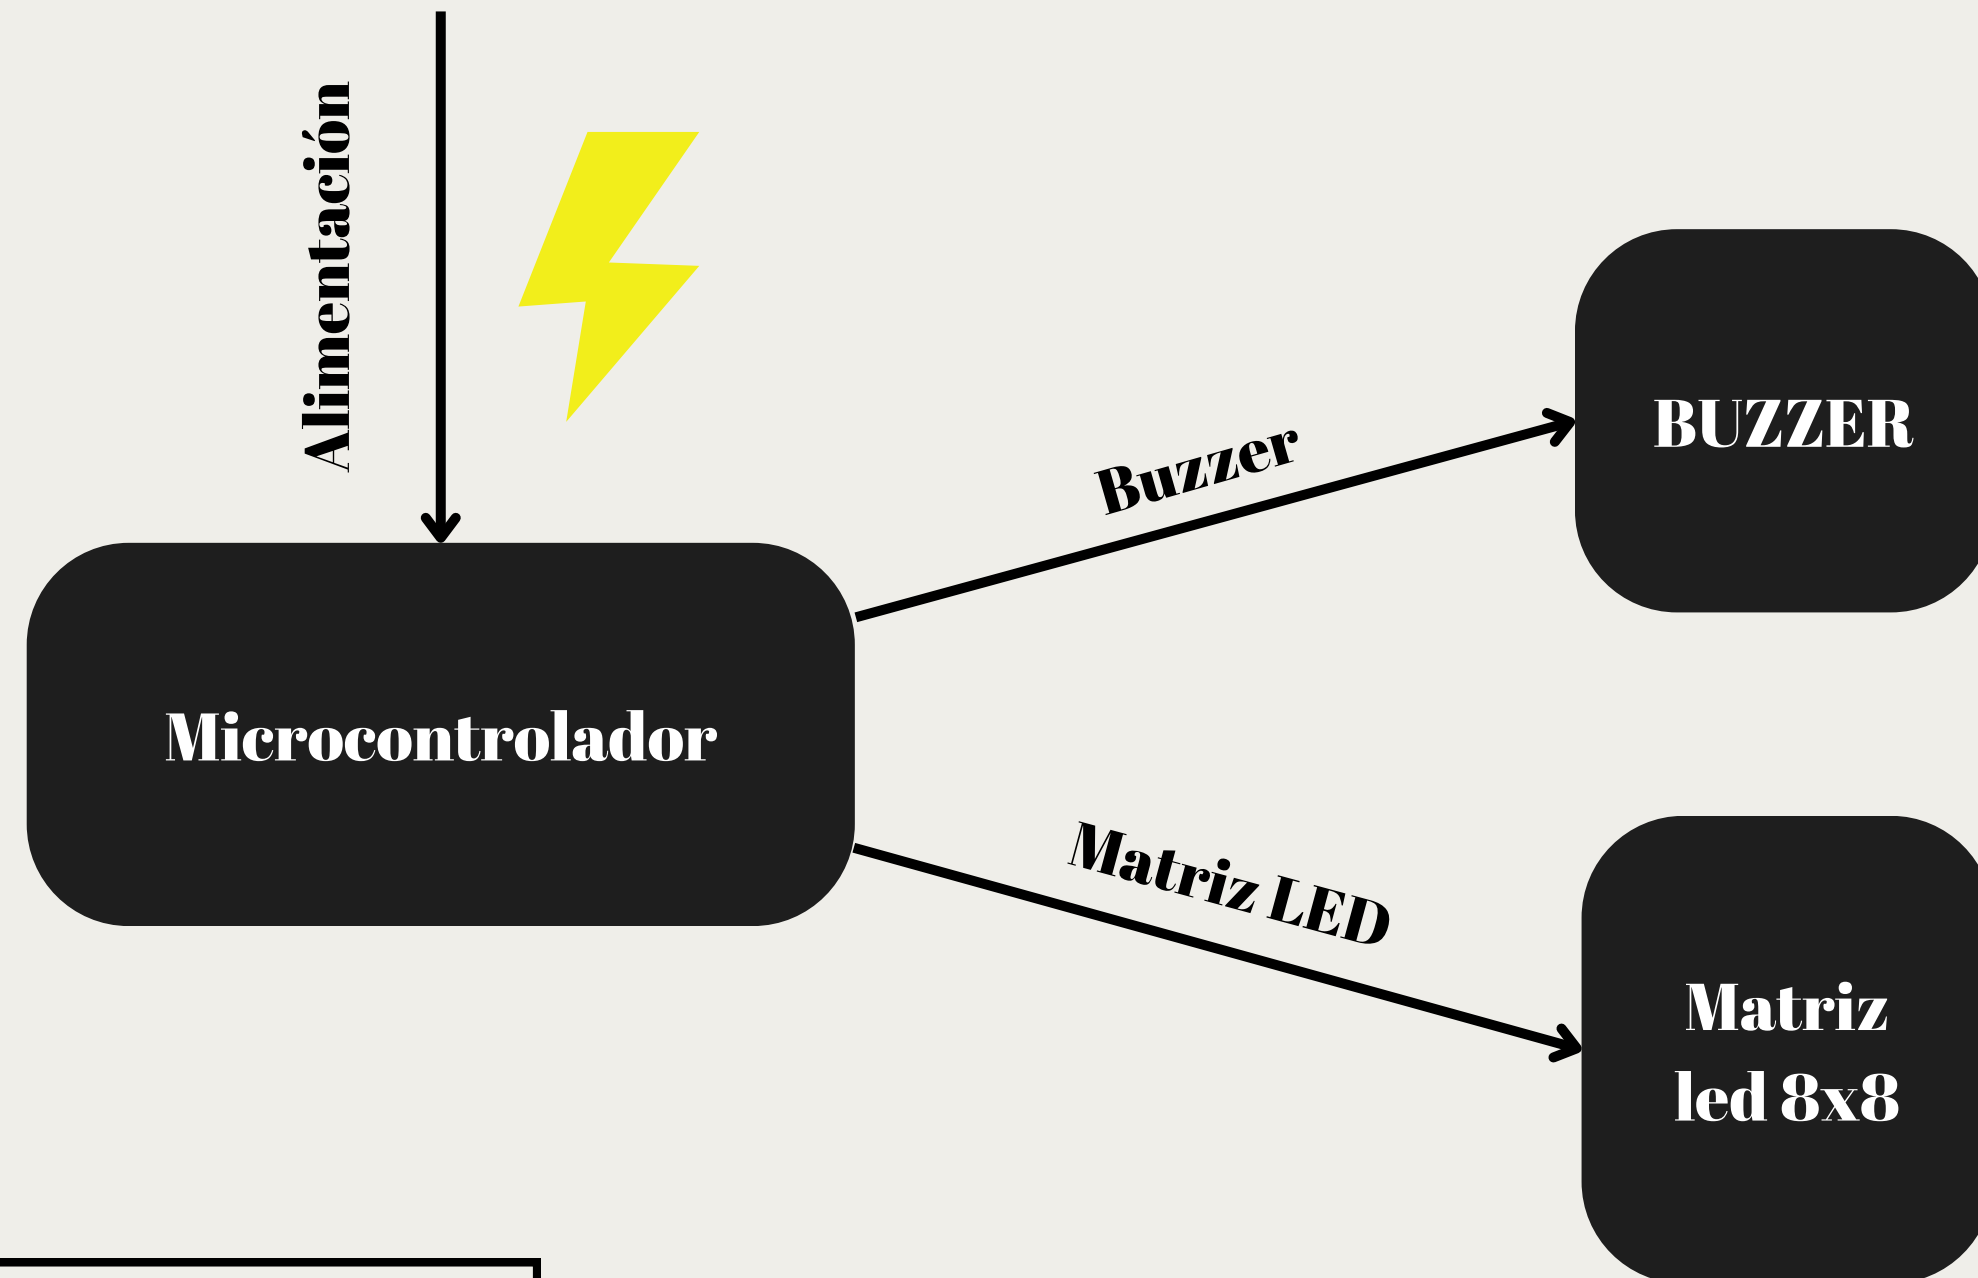 Alimentación
Buzzer
BUZZER
Microcontrolador
Matriz LED
Matriz
led 8x8